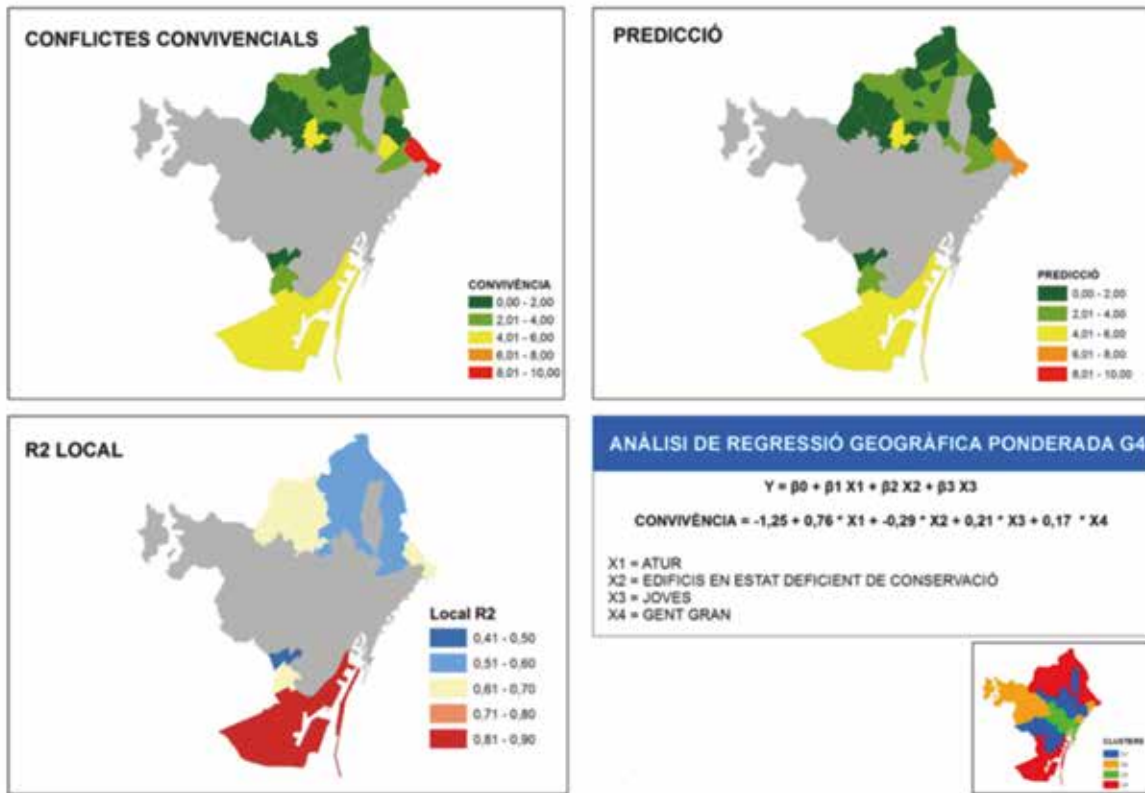 CONFLICTES CONVIVENCIALS
CONVIVÈNCIA
0,00 - 2,00
2,01 - 4,00
4,01 - 6,00
6,01 - 8,00
8,01 - 10,00
PREDICCIÓ
PREDICCIÓ
0,00 - 2,00
2,01 - 4,00
4,01 - 6,00
6,01 - 8,00
8,01 - 10,00
R2 LOCAL
Local R2
0,41 - 0,50
0,51 - 0,60
0,61 - 0,70
0,71 - 0,80
0,81 - 0,90
ANÀLISI DE REGRESSIÓ GEOGRÀFICA PONDERADA G4
Y = β0 + β1 X1 + β2 X2 + β3 X3
CONVIVÈNCIA = -1,25 + 0,76 * X1 + -0,29 * X2 + 0,21 * X3 + 0,17 * X4
X1 = ATUR
X2 = EDIFICIS EN ESTAT DEFICIENT DE CONSERVACIÓ
X3 = JOVES
X4 = GENT GRAN
CLUSTERS